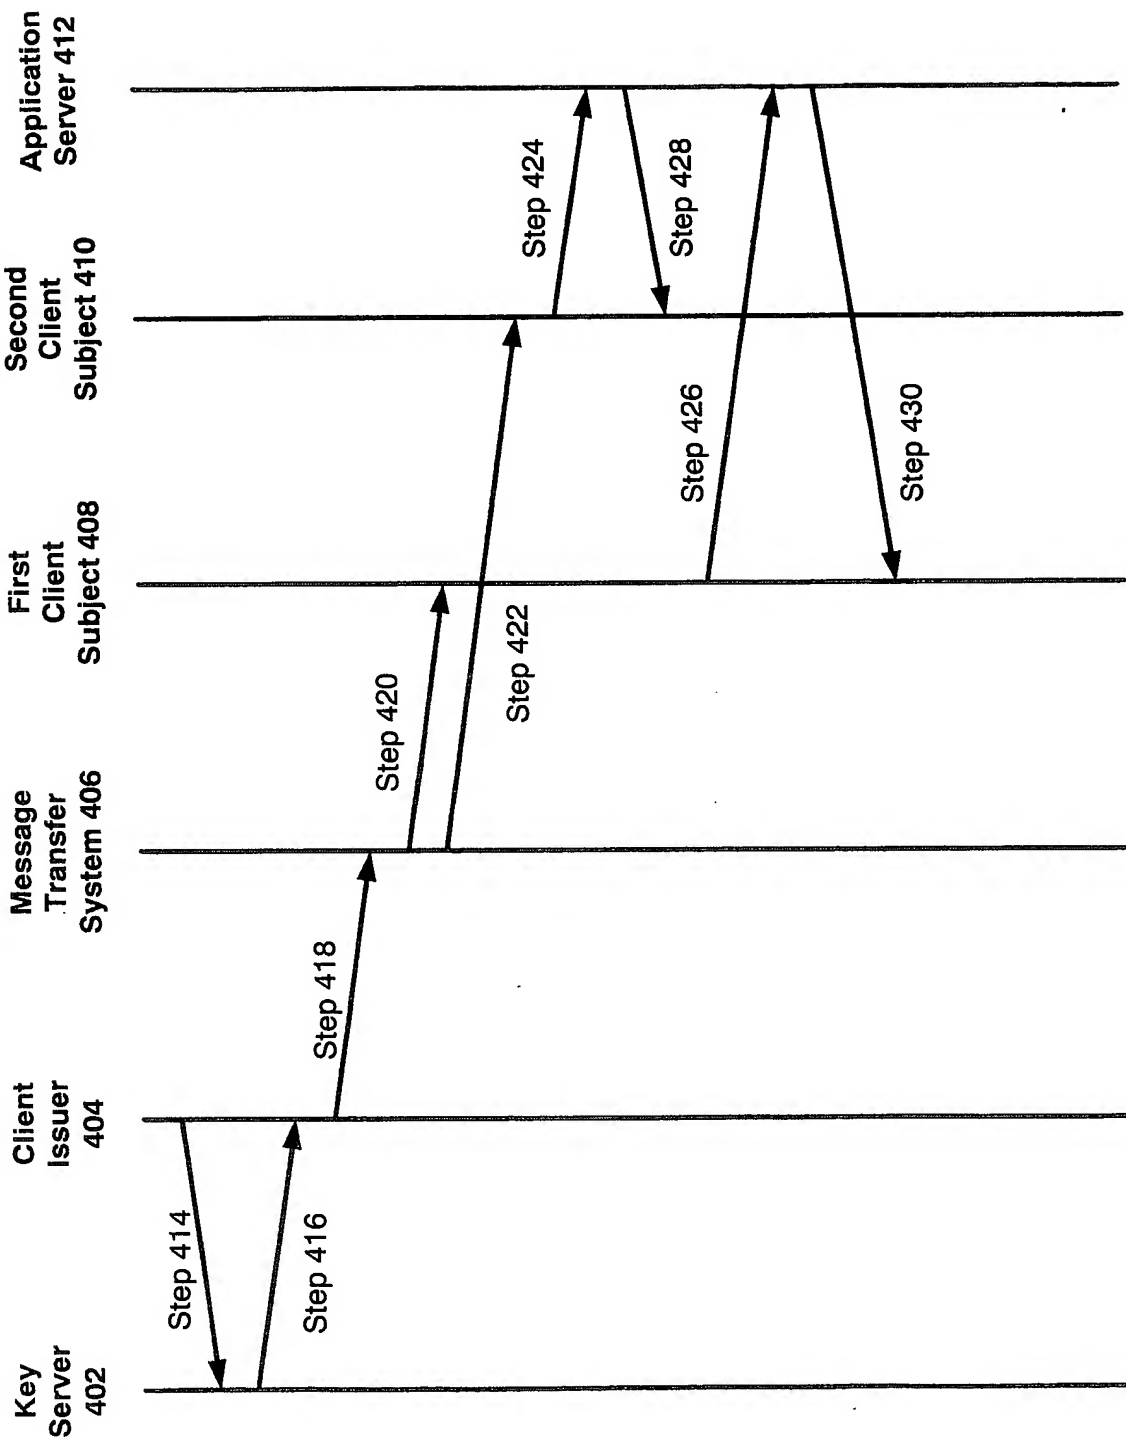 Key
Server
402
Client
Issuer
404
Message
Transfer
System 406
First
Client
Subject 408
Second
Client
Subject 410
Application
Server 412
Step 414
Step 416
Step 418
Step 420
Step 422
Step 424
Step 428
Step 426
Step 430